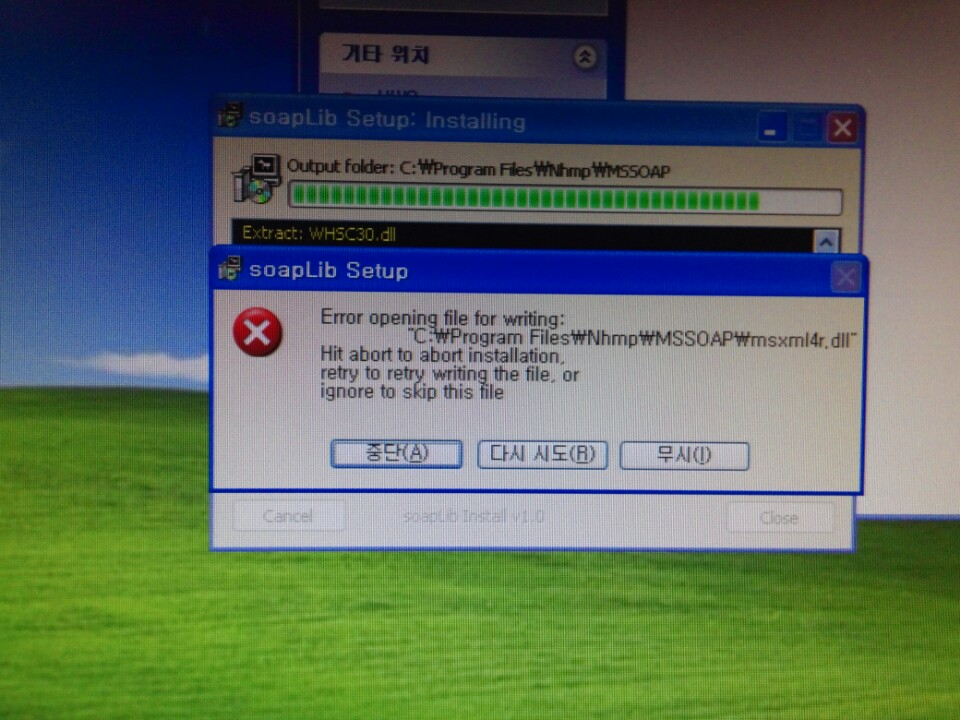 기타 위치
soapLib Setup: Installing
Output folder: C:₩Program Files₩Nhmp₩MSSOAP
Extract: WHSC30.dll
soapLib Setup
Error opening file for writing:
"C:₩Program Files₩Nhmp₩MSSOAP₩msxml4r.dll"
Hit abort to abort installation,
retry to retry writing the file, or
ignore to skip this file
중단(A) 다시 시도(R) 무시(I)
Cancel soapLib Install v1.0 Close